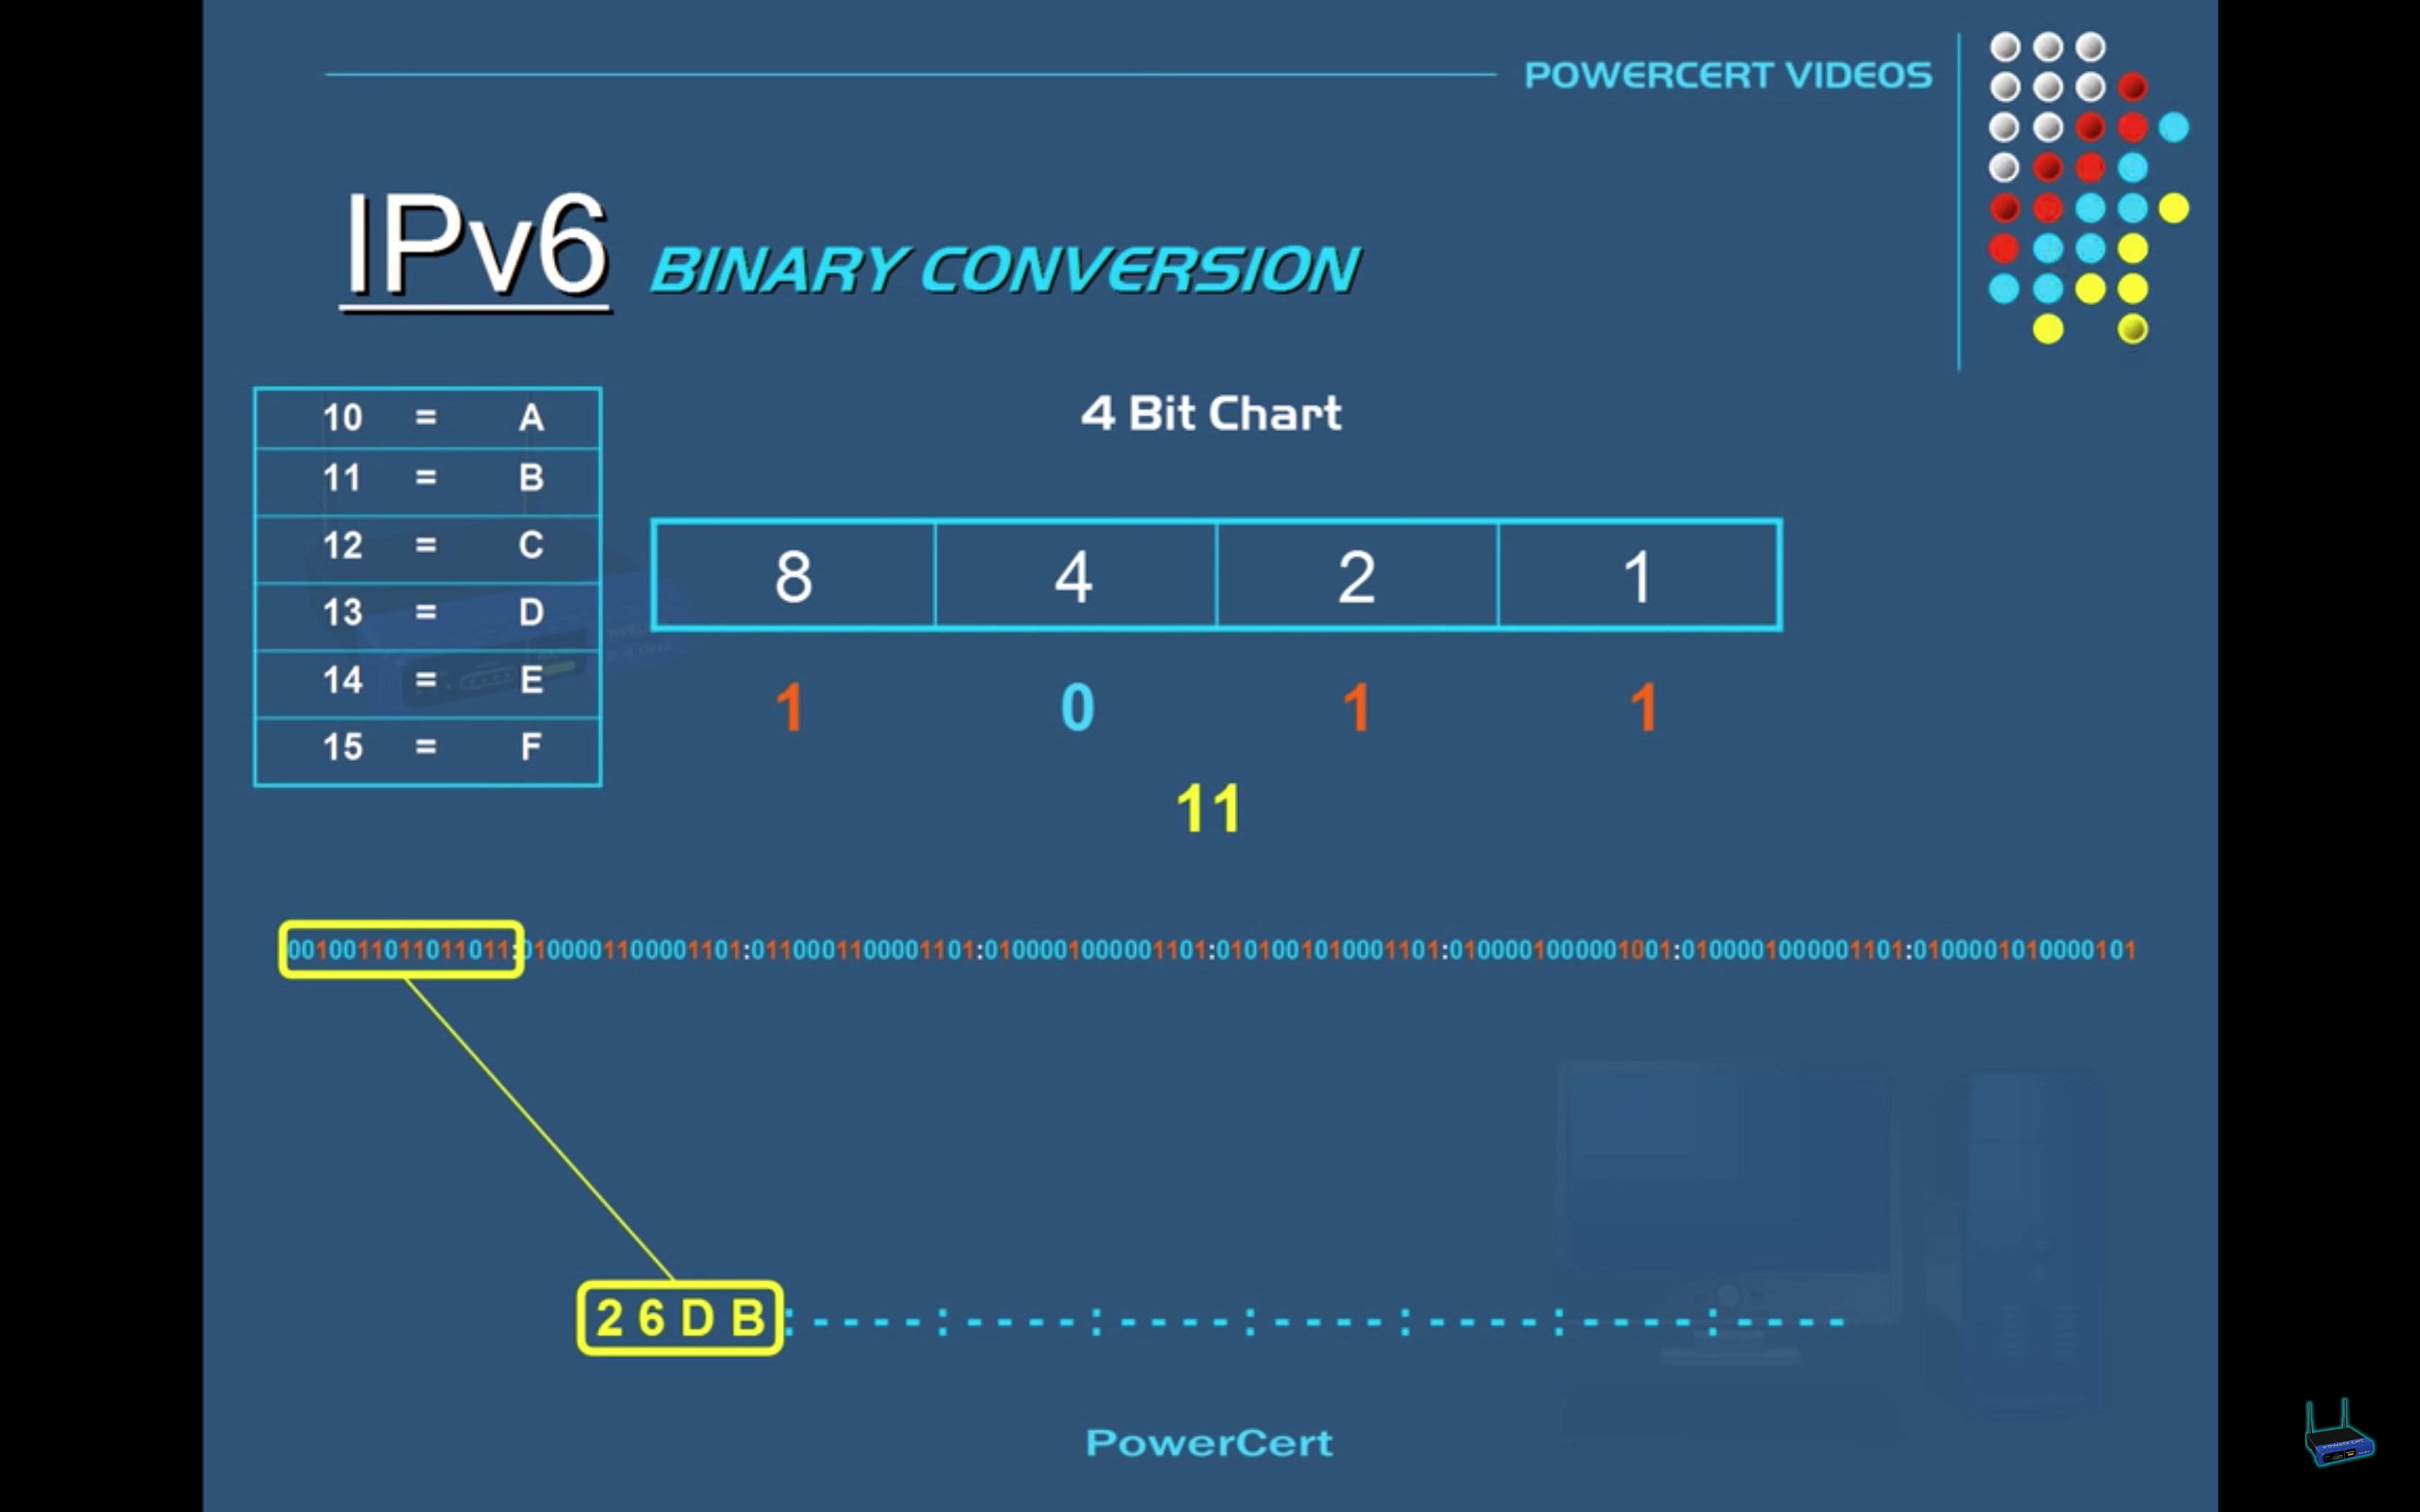 POWERCERT VIDEOS
IPv6 BINARY CONVERSION
10 = A
11 = B
12 = C
13 = D
14 = E
15 = F
4 Bit Chart
8 4 2 1
1 0 1 1
11
0010011011011011:0100001100001101:0110001100001101:0100001000001101:0101001010001101:0100001000001001:0100001000001101:0100001010000101
2 6 D B : - - - - : - - - - : - - - - : - - - - : - - - - : - - - - : - - - -
PowerCert